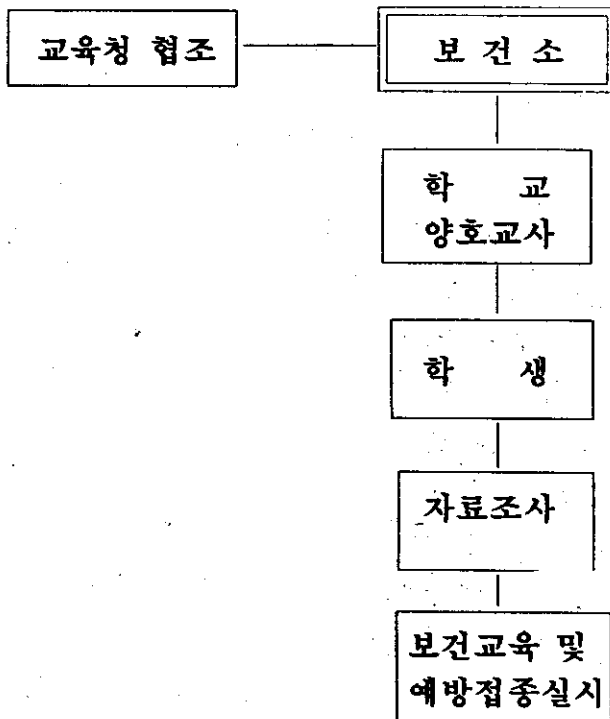 교육청 협조
보 건 소
학 교
양호교사
학 생
자료조사
보건교육 및
예방접종실시